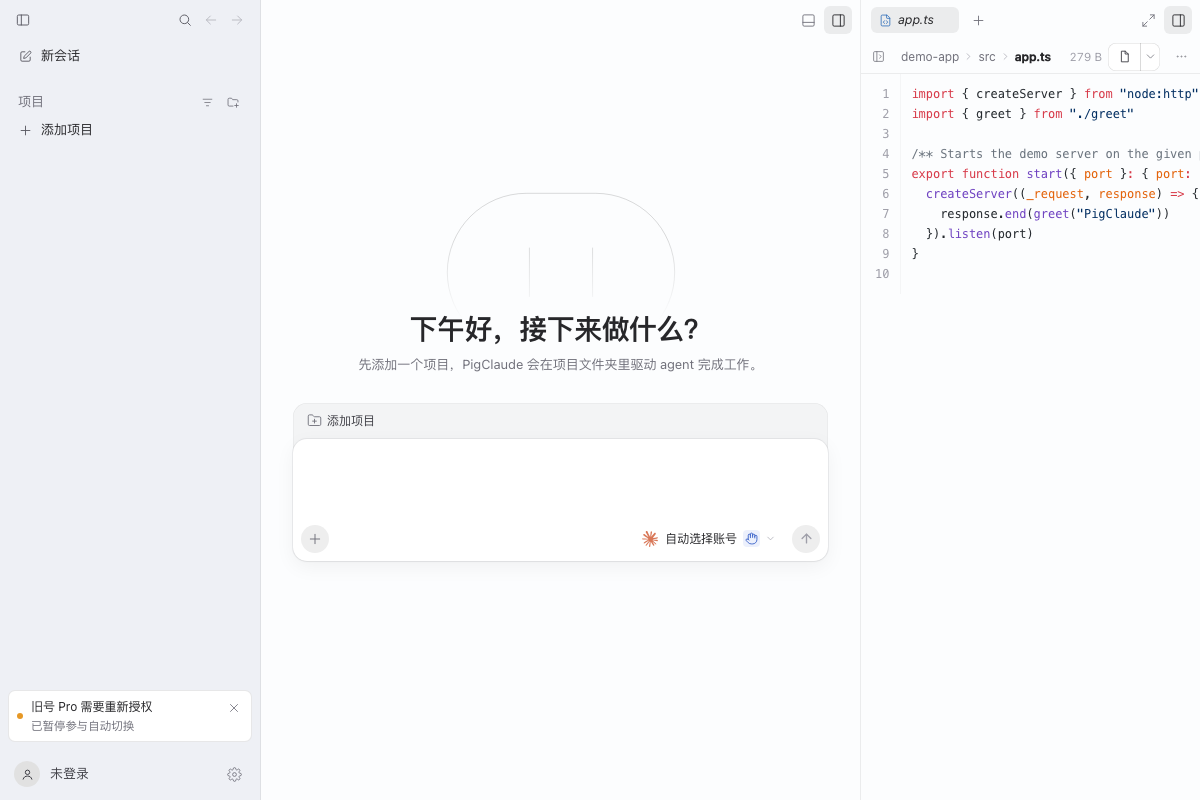 新会话
项目
添加项目
旧号 Pro 需要重新授权
已暂停参与自动切换
未登录
下午好，接下来做什么?
先添加一个项目，PigClaude 会在项目文件夹里驱动 agent 完成工作。
添加项目
自动选择账号
app.ts
demo-app › src › app.ts 279 B
1 import { createServer } from "node:http"
2 import { greet } from "./greet"
3
4 /** Starts the demo server on the given
5 export function start({ port }: { port:
6   createServer((_request, response) => {
7     response.end(greet("PigClaude"))
8   }).listen(port)
9 }
10